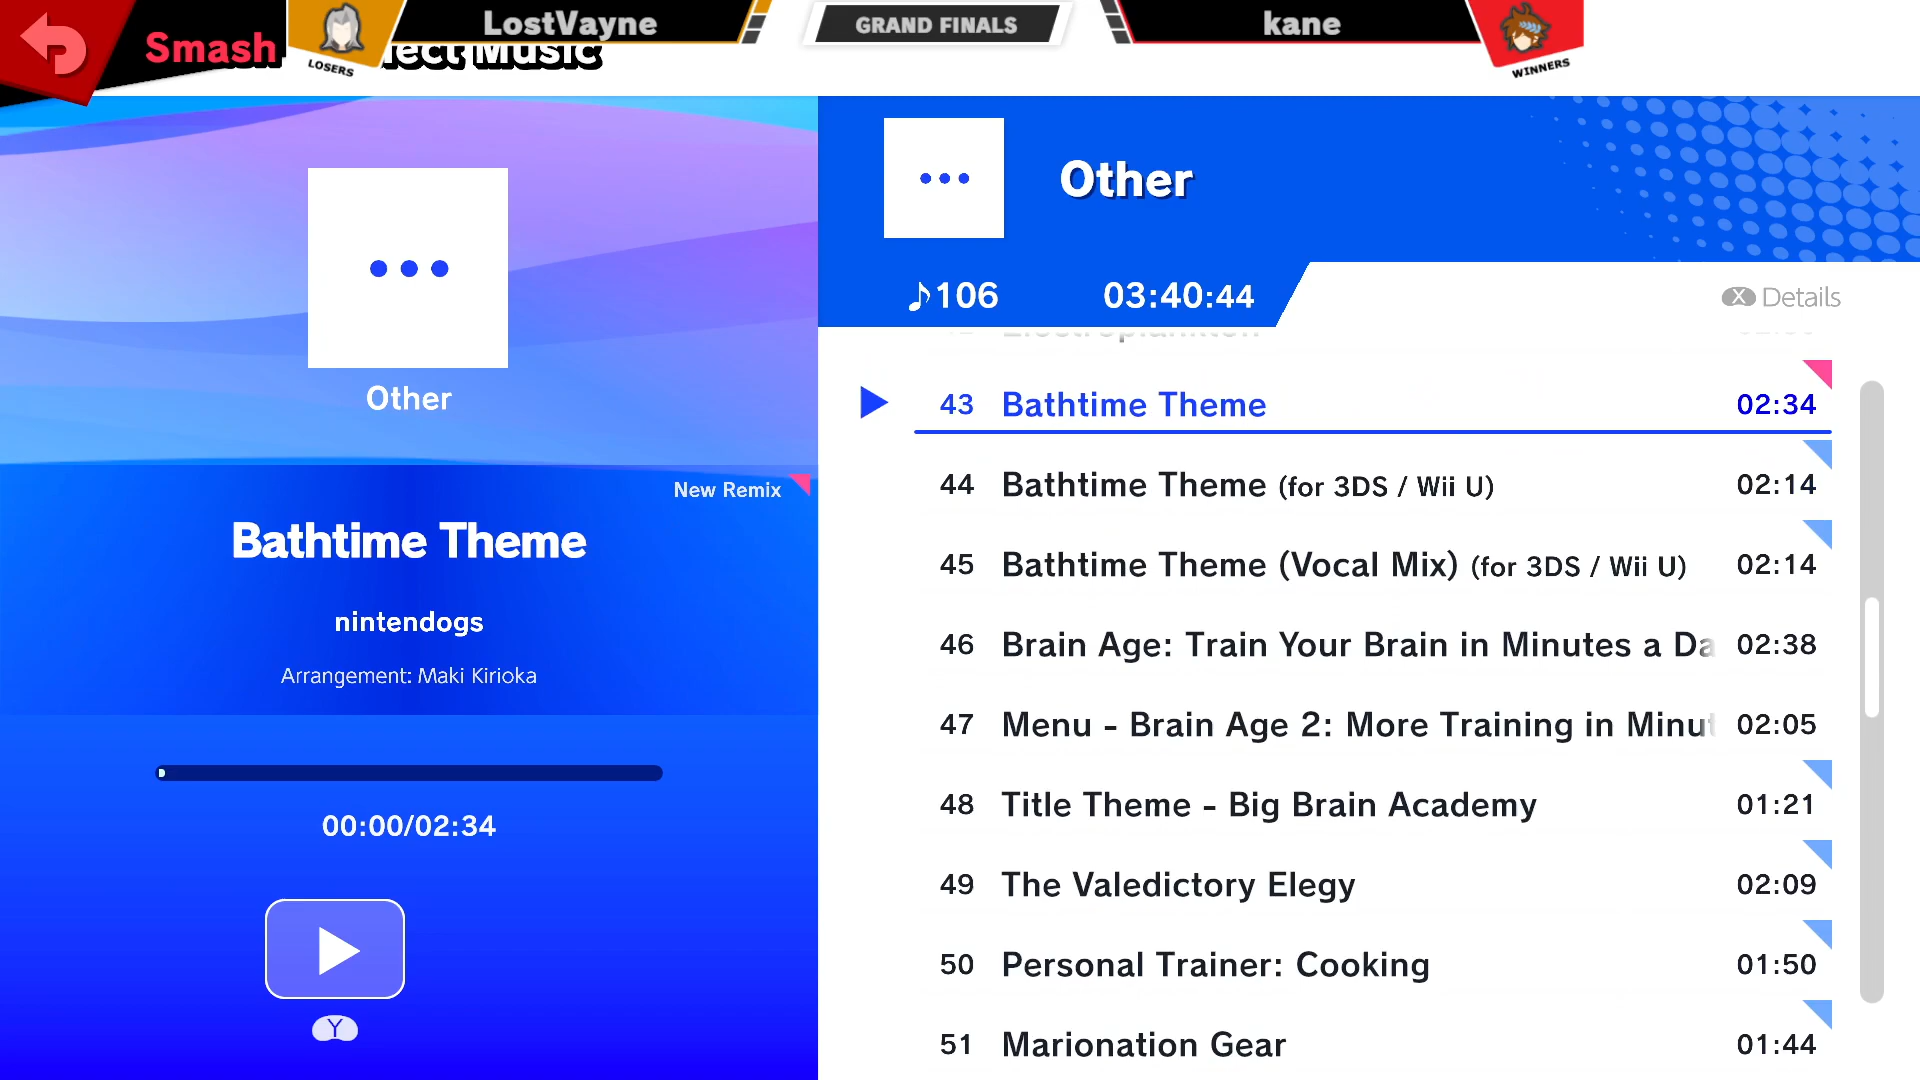 LostVayne
GRAND FINALS
kane
Smash
LOSERS
lect Music
WINNERS
Other
Other
♪106
03:40:44
X Details
New Remix
Bathtime Theme
nintendogs
Arrangement: Maki Kirioka
00:00/02:34
Y
Electroplankton
43 Bathtime Theme 02:34
44 Bathtime Theme (for 3DS / Wii U) 02:14
45 Bathtime Theme (Vocal Mix) (for 3DS / Wii U) 02:14
46 Brain Age: Train Your Brain in Minutes a Da 02:38
47 Menu - Brain Age 2: More Training in Minut 02:05
48 Title Theme - Big Brain Academy 01:21
49 The Valedictory Elegy 02:09
50 Personal Trainer: Cooking 01:50
51 Marionation Gear 01:44